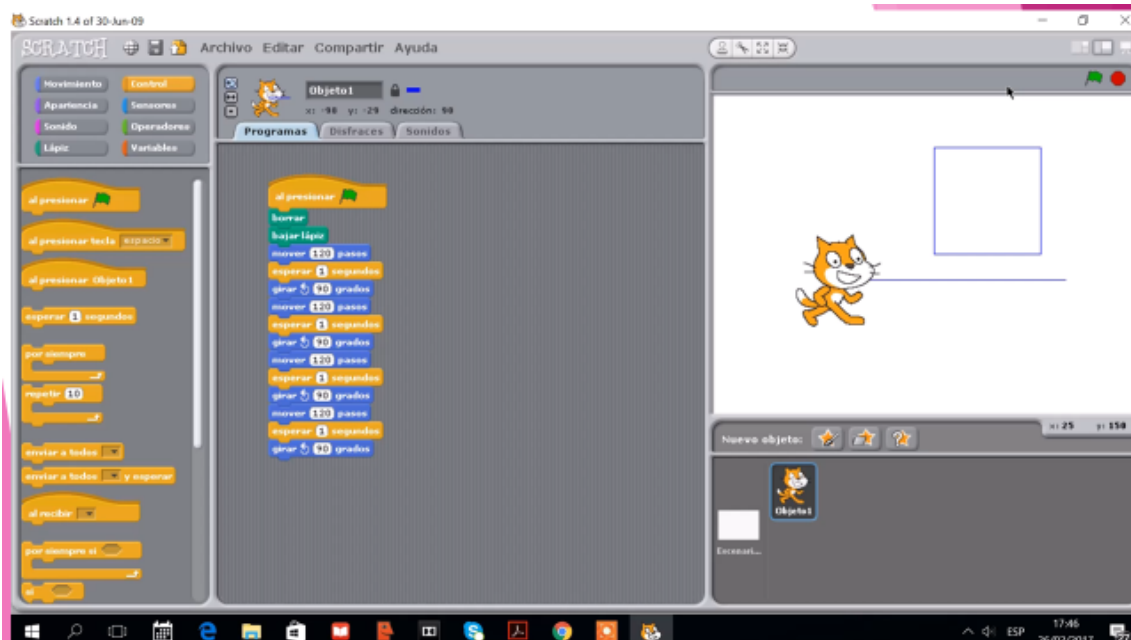 Scratch 1.4 of 30-Jun-09
SCRATCH
Archivo Editar Compartir Ayuda
Movimiento Control
Apariencia Sensores
Sonido Operadores
Lápiz Variables
al presionar
al presionar tecla espacio
al presionar Objeto1
esperar 1 segundos
por siempre
repetir 10
enviar a todos
enviar a todos y esperar
al recibir
por siempre si
si
Objeto1
x: -98 y: -29 dirección: 90
Programas Disfraces Sonidos
al presionar
borrar
bajar lápiz
mover 120 pasos
esperar 1 segundos
girar 90 grados
mover 120 pasos
esperar 1 segundos
girar 90 grados
mover 120 pasos
esperar 1 segundos
girar 90 grados
mover 120 pasos
esperar 1 segundos
girar 90 grados
x: 25 y: 150
Nuevo objeto:
Objeto1
Escenari...
ESP
17:46